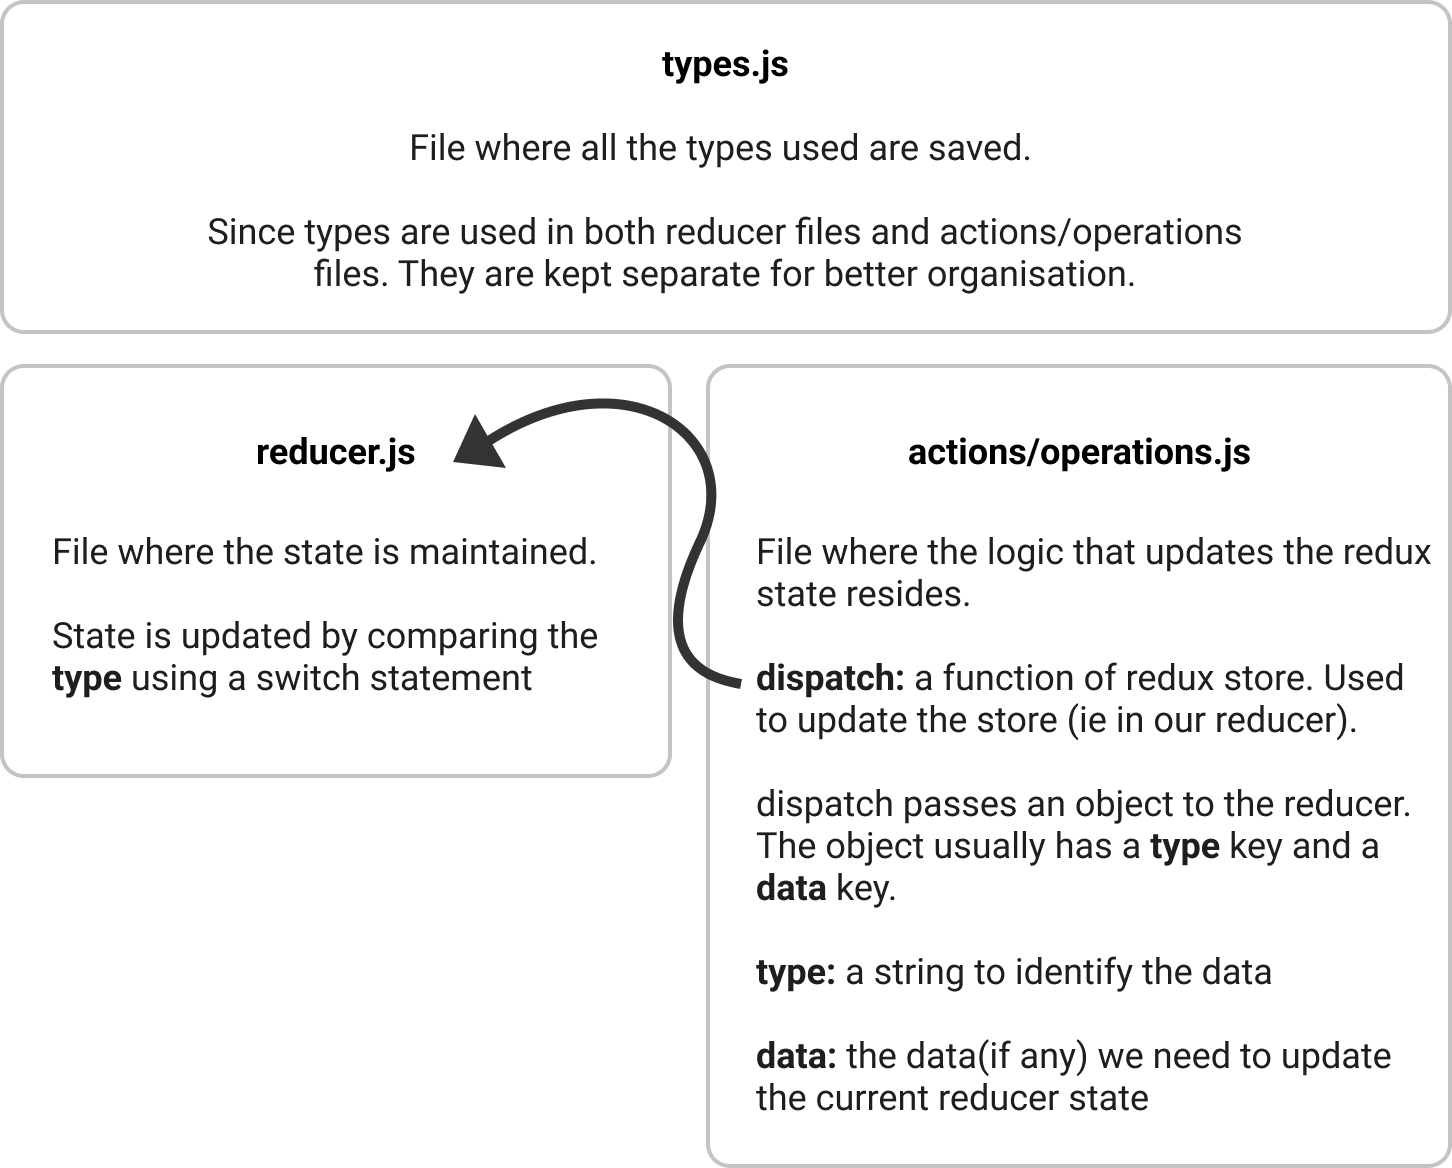 types.js
File where all the types used are saved.
Since types are used in both reducer files and actions/operations
files. They are kept separate for better organisation.
reducer.js
File where the state is maintained.
State is updated by comparing the
type using a switch statement
actions/operations.js
File where the logic that updates the redux
state resides.
dispatch: a function of redux store. Used
to update the store (ie in our reducer).
dispatch passes an object to the reducer.
The object usually has a type key and a
data key.
type: a string to identify the data
data: the data(if any) we need to update
the current reducer state